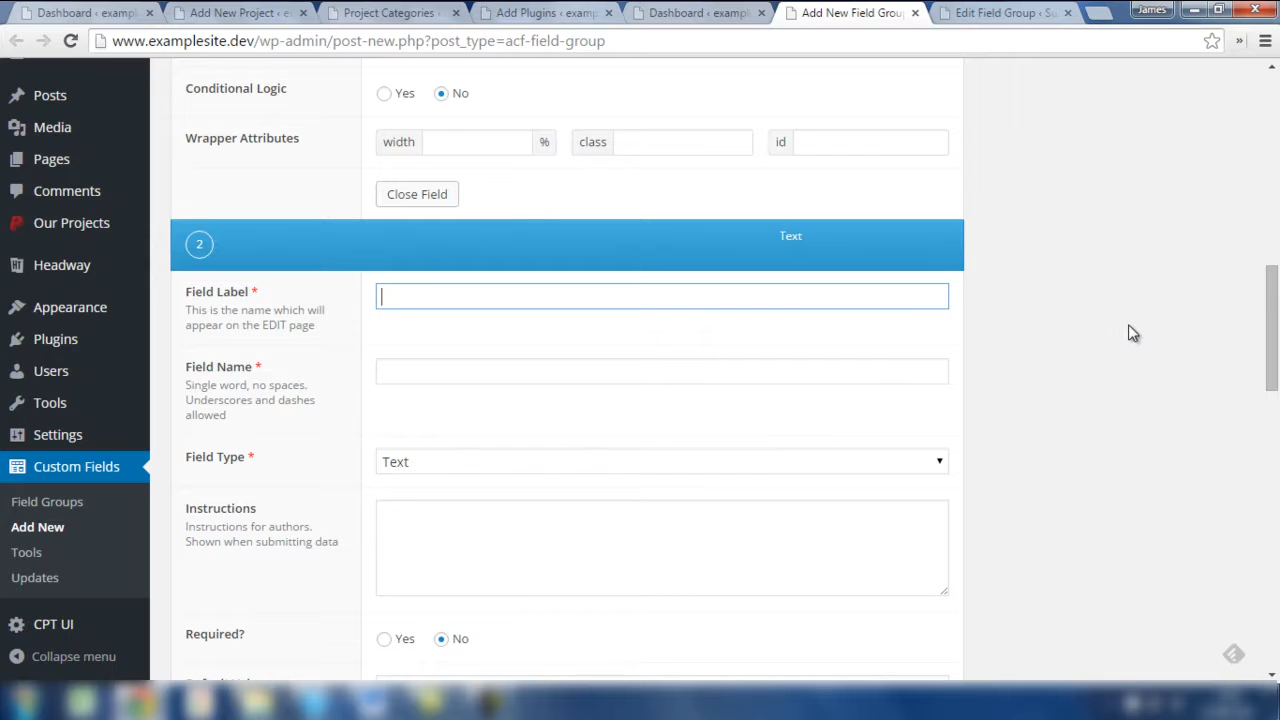 Dashboard ‹ example
Add New Project ‹ ex
Project Categories ‹
Add Plugins ‹ examp
Dashboard ‹ example
Add New Field Grou
Edit Field Group ‹ Su
James
www.examplesite.dev/wp-admin/post-new.php?post_type=acf-field-group
»
Posts
Media
Pages
Comments
Our Projects
Headway
Appearance
Plugins
Users
Tools
Settings
Custom Fields
Field Groups
Add New
Tools
Updates
CPT UI
Collapse menu
Conditional Logic
Yes No
Wrapper Attributes
width % class id
Close Field
2 Text
Field Label *
This is the name which will
appear on the EDIT page
Field Name *
Single word, no spaces.
Underscores and dashes
allowed
Field Type *
Text
Instructions
Instructions for authors.
Shown when submitting data
Required?
Yes No